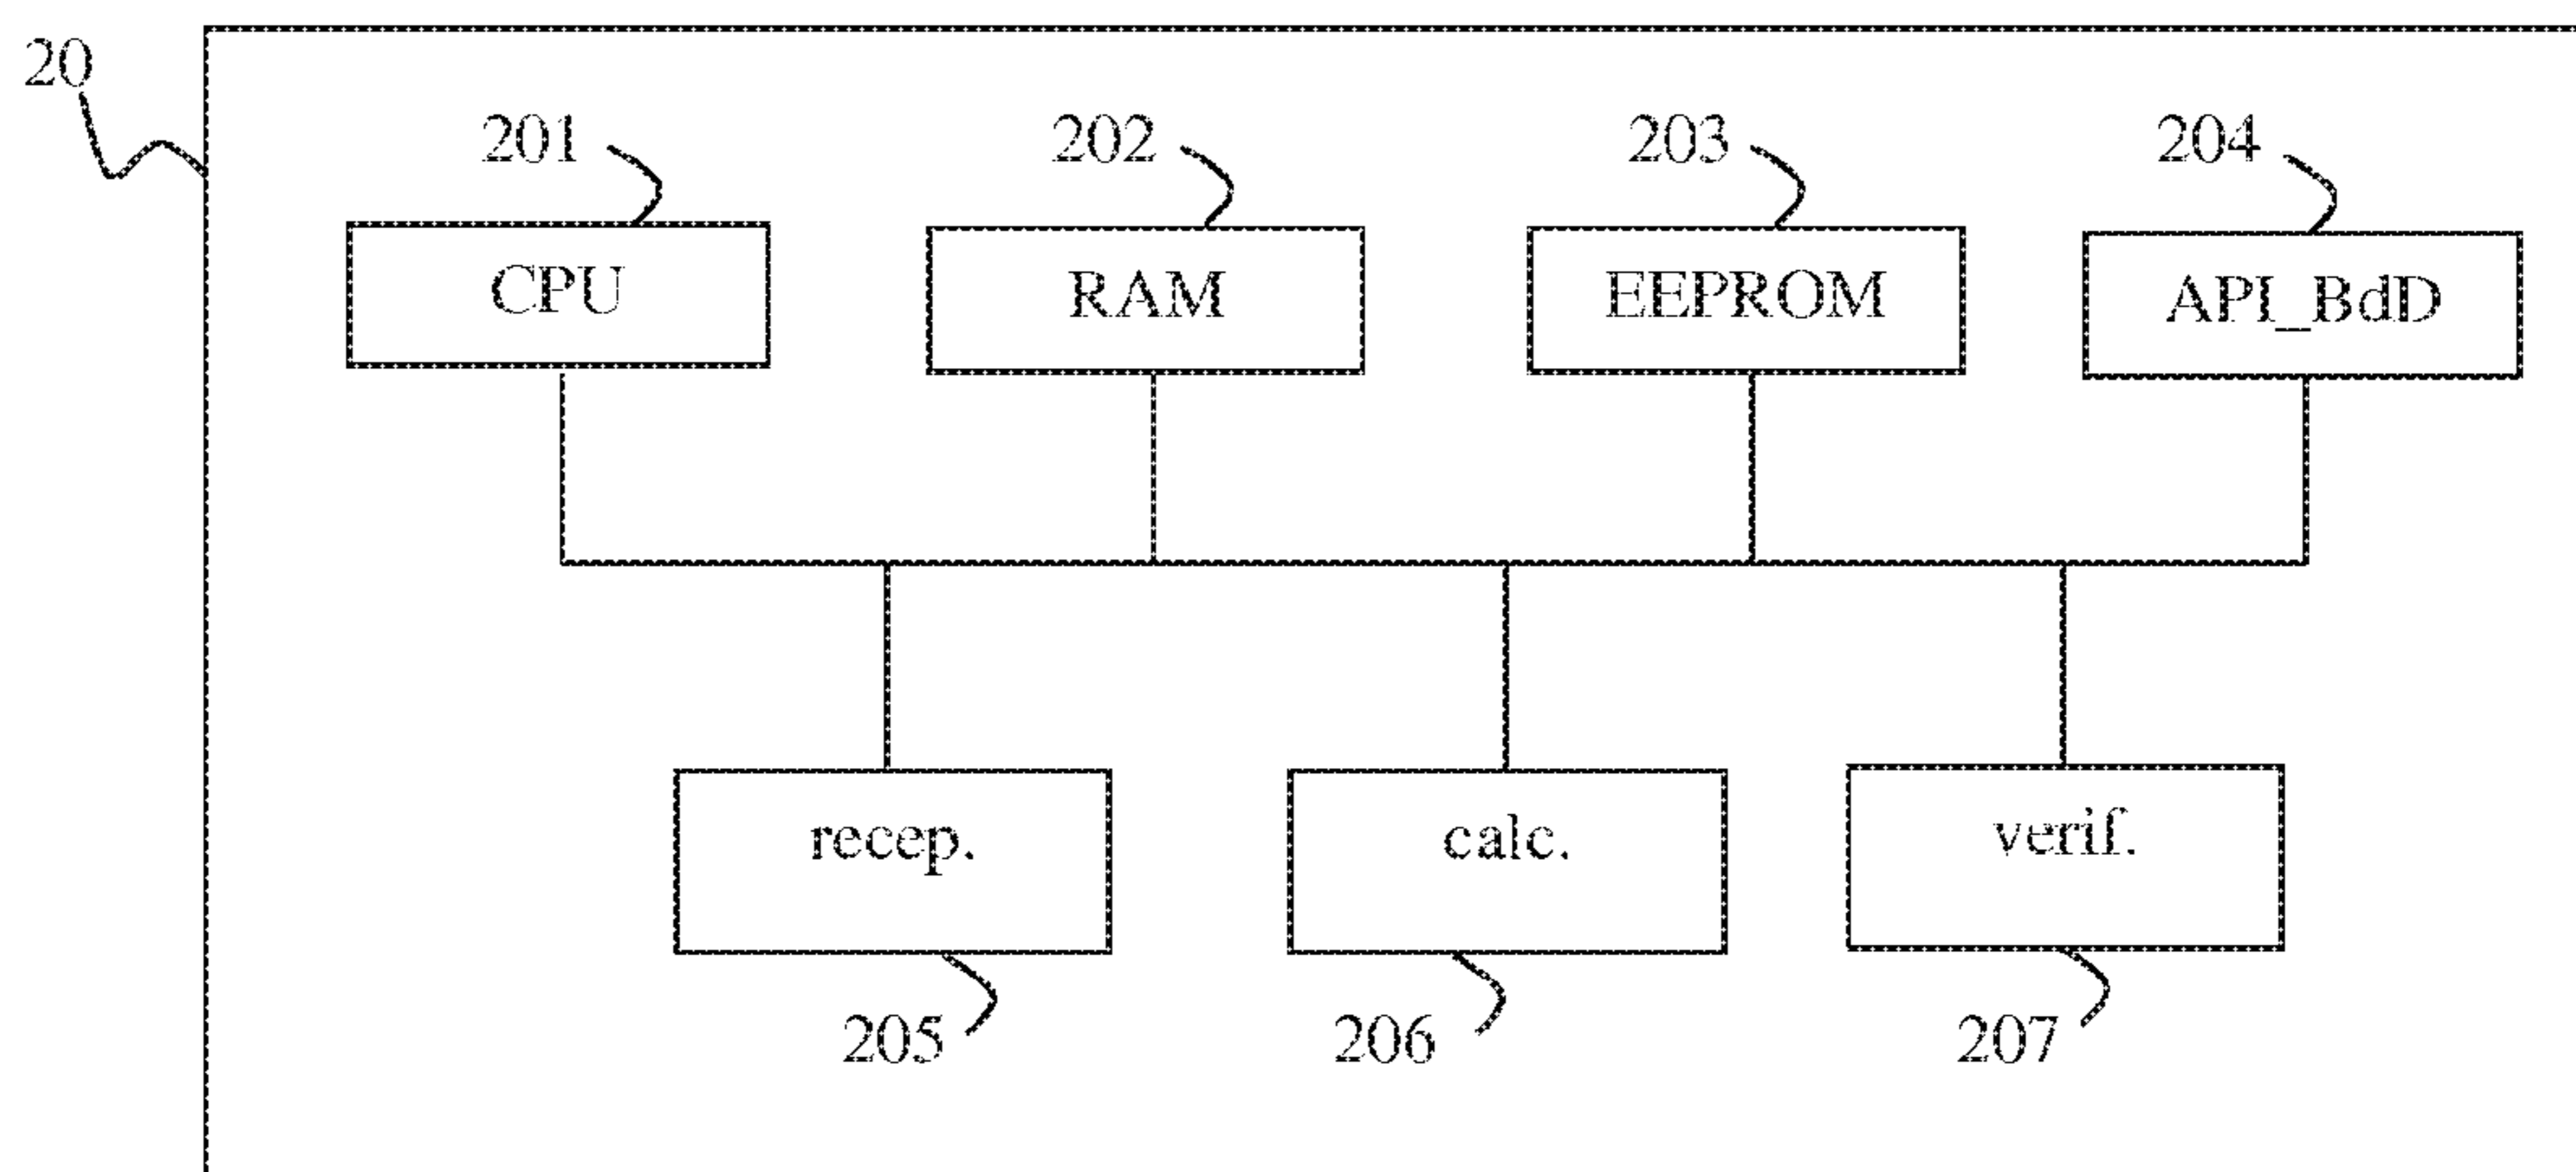 20
201 202 203 204
CPU RAM EEPROM API_BdD
recep. calc. verif.
205 206 207